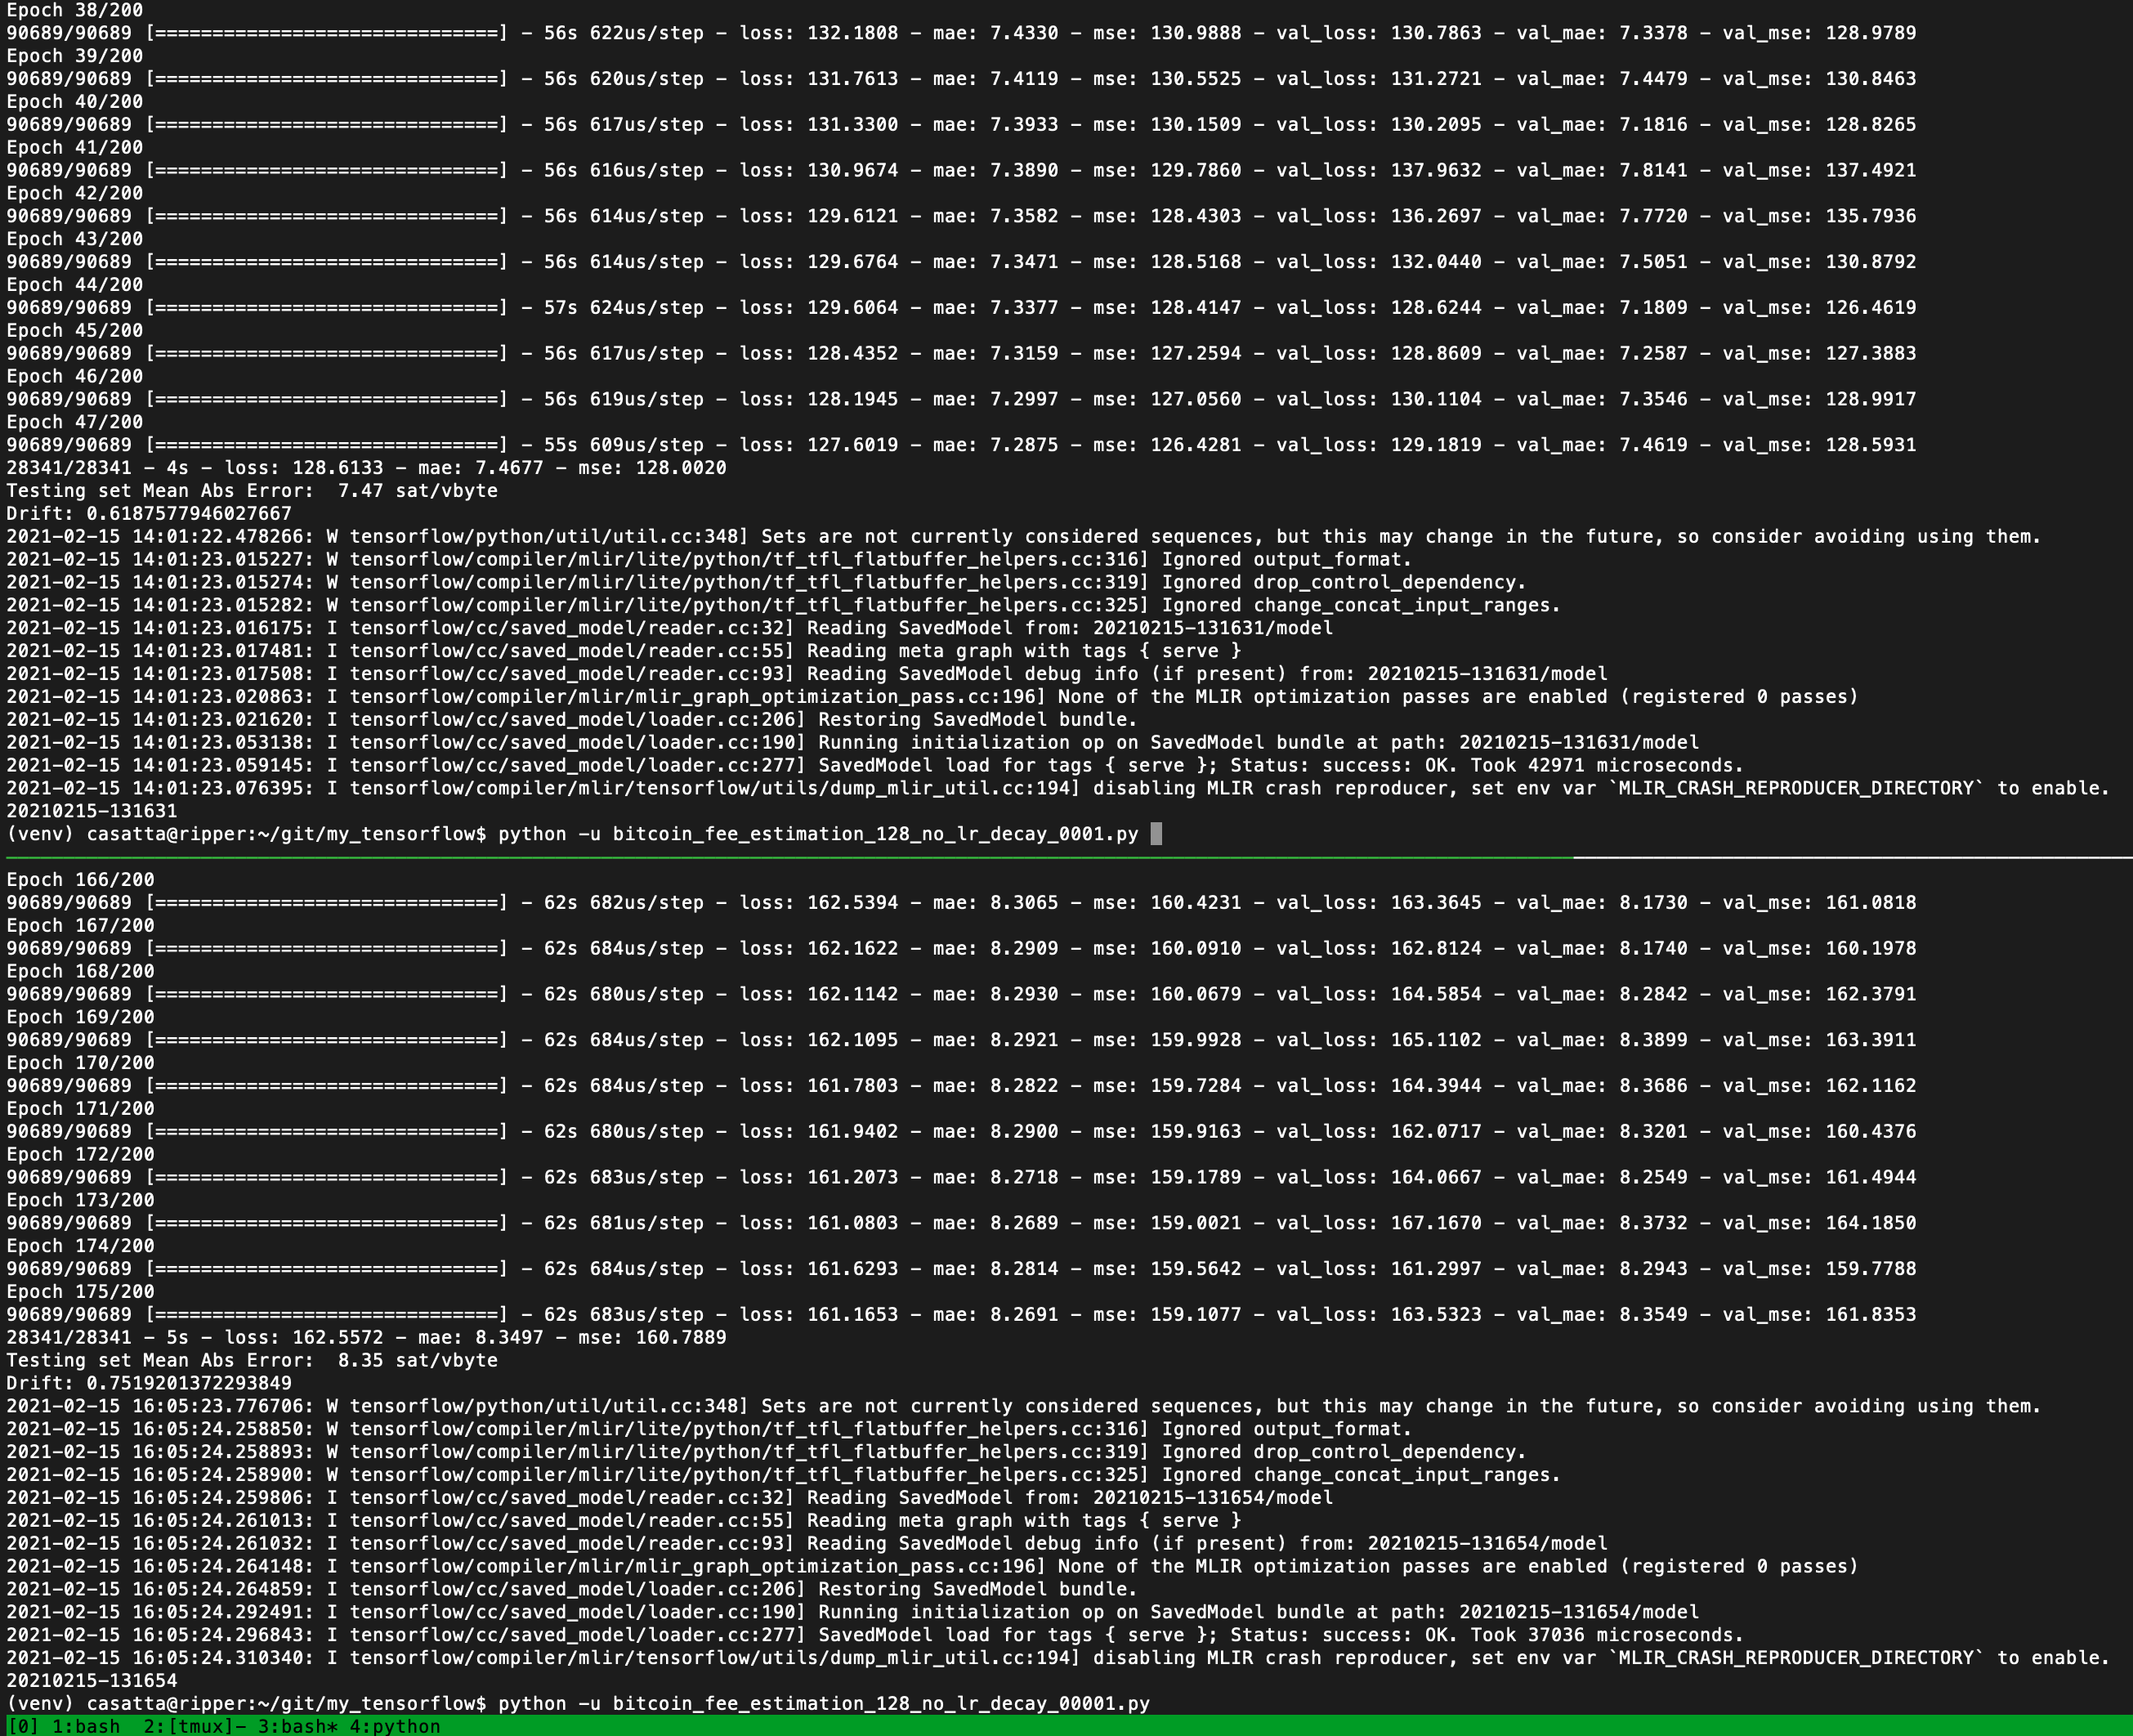 Epoch 38/200
90689/90689 [==============================] - 56s 622us/step - loss: 132.1808 - mae: 7.4330 - mse: 130.9888 - val_loss: 130.7863 - val_mae: 7.3378 - val_mse: 128.9789
Epoch 39/200
90689/90689 [==============================] - 56s 620us/step - loss: 131.7613 - mae: 7.4119 - mse: 130.5525 - val_loss: 131.2721 - val_mae: 7.4479 - val_mse: 130.8463
Epoch 40/200
90689/90689 [==============================] - 56s 617us/step - loss: 131.3300 - mae: 7.3933 - mse: 130.1509 - val_loss: 130.2095 - val_mae: 7.1816 - val_mse: 128.8265
Epoch 41/200
90689/90689 [==============================] - 56s 616us/step - loss: 130.9674 - mae: 7.3890 - mse: 129.7860 - val_loss: 137.9632 - val_mae: 7.8141 - val_mse: 137.4921
Epoch 42/200
90689/90689 [==============================] - 56s 614us/step - loss: 129.6121 - mae: 7.3582 - mse: 128.4303 - val_loss: 136.2697 - val_mae: 7.7720 - val_mse: 135.7936
Epoch 43/200
90689/90689 [==============================] - 56s 614us/step - loss: 129.6764 - mae: 7.3471 - mse: 128.5168 - val_loss: 132.0440 - val_mae: 7.5051 - val_mse: 130.8792
Epoch 44/200
90689/90689 [==============================] - 57s 624us/step - loss: 129.6064 - mae: 7.3377 - mse: 128.4147 - val_loss: 128.6244 - val_mae: 7.1809 - val_mse: 126.4619
Epoch 45/200
90689/90689 [==============================] - 56s 617us/step - loss: 128.4352 - mae: 7.3159 - mse: 127.2594 - val_loss: 128.8609 - val_mae: 7.2587 - val_mse: 127.3883
Epoch 46/200
90689/90689 [==============================] - 56s 619us/step - loss: 128.1945 - mae: 7.2997 - mse: 127.0560 - val_loss: 130.1104 - val_mae: 7.3546 - val_mse: 128.9917
Epoch 47/200
90689/90689 [==============================] - 55s 609us/step - loss: 127.6019 - mae: 7.2875 - mse: 126.4281 - val_loss: 129.1819 - val_mae: 7.4619 - val_mse: 128.5931
28341/28341 - 4s - loss: 128.6133 - mae: 7.4677 - mse: 128.0020
Testing set Mean Abs Error:  7.47 sat/vbyte
Drift: 0.6187577946027667
2021-02-15 14:01:22.478266: W tensorflow/python/util/util.cc:348] Sets are not currently considered sequences, but this may change in the future, so consider avoiding using them.
2021-02-15 14:01:23.015227: W tensorflow/compiler/mlir/lite/python/tf_tfl_flatbuffer_helpers.cc:316] Ignored output_format.
2021-02-15 14:01:23.015274: W tensorflow/compiler/mlir/lite/python/tf_tfl_flatbuffer_helpers.cc:319] Ignored drop_control_dependency.
2021-02-15 14:01:23.015282: W tensorflow/compiler/mlir/lite/python/tf_tfl_flatbuffer_helpers.cc:325] Ignored change_concat_input_ranges.
2021-02-15 14:01:23.016175: I tensorflow/cc/saved_model/reader.cc:32] Reading SavedModel from: 20210215-131631/model
2021-02-15 14:01:23.017481: I tensorflow/cc/saved_model/reader.cc:55] Reading meta graph with tags { serve }
2021-02-15 14:01:23.017508: I tensorflow/cc/saved_model/reader.cc:93] Reading SavedModel debug info (if present) from: 20210215-131631/model
2021-02-15 14:01:23.020863: I tensorflow/compiler/mlir/mlir_graph_optimization_pass.cc:196] None of the MLIR optimization passes are enabled (registered 0 passes)
2021-02-15 14:01:23.021620: I tensorflow/cc/saved_model/loader.cc:206] Restoring SavedModel bundle.
2021-02-15 14:01:23.053138: I tensorflow/cc/saved_model/loader.cc:190] Running initialization op on SavedModel bundle at path: 20210215-131631/model
2021-02-15 14:01:23.059145: I tensorflow/cc/saved_model/loader.cc:277] SavedModel load for tags { serve }; Status: success: OK. Took 42971 microseconds.
2021-02-15 14:01:23.076395: I tensorflow/compiler/mlir/tensorflow/utils/dump_mlir_util.cc:194] disabling MLIR crash reproducer, set env var `MLIR_CRASH_REPRODUCER_DIRECTORY` to enable.
20210215-131631
(venv) casatta@ripper:~/git/my_tensorflow$ python -u bitcoin_fee_estimation_128_no_lr_decay_0001.py
Epoch 166/200
90689/90689 [==============================] - 62s 682us/step - loss: 162.5394 - mae: 8.3065 - mse: 160.4231 - val_loss: 163.3645 - val_mae: 8.1730 - val_mse: 161.0818
Epoch 167/200
90689/90689 [==============================] - 62s 684us/step - loss: 162.1622 - mae: 8.2909 - mse: 160.0910 - val_loss: 162.8124 - val_mae: 8.1740 - val_mse: 160.1978
Epoch 168/200
90689/90689 [==============================] - 62s 680us/step - loss: 162.1142 - mae: 8.2930 - mse: 160.0679 - val_loss: 164.5854 - val_mae: 8.2842 - val_mse: 162.3791
Epoch 169/200
90689/90689 [==============================] - 62s 684us/step - loss: 162.1095 - mae: 8.2921 - mse: 159.9928 - val_loss: 165.1102 - val_mae: 8.3899 - val_mse: 163.3911
Epoch 170/200
90689/90689 [==============================] - 62s 684us/step - loss: 161.7803 - mae: 8.2822 - mse: 159.7284 - val_loss: 164.3944 - val_mae: 8.3686 - val_mse: 162.1162
Epoch 171/200
90689/90689 [==============================] - 62s 680us/step - loss: 161.9402 - mae: 8.2900 - mse: 159.9163 - val_loss: 162.0717 - val_mae: 8.3201 - val_mse: 160.4376
Epoch 172/200
90689/90689 [==============================] - 62s 683us/step - loss: 161.2073 - mae: 8.2718 - mse: 159.1789 - val_loss: 164.0667 - val_mae: 8.2549 - val_mse: 161.4944
Epoch 173/200
90689/90689 [==============================] - 62s 681us/step - loss: 161.0803 - mae: 8.2689 - mse: 159.0021 - val_loss: 167.1670 - val_mae: 8.3732 - val_mse: 164.1850
Epoch 174/200
90689/90689 [==============================] - 62s 684us/step - loss: 161.6293 - mae: 8.2814 - mse: 159.5642 - val_loss: 161.2997 - val_mae: 8.2943 - val_mse: 159.7788
Epoch 175/200
90689/90689 [==============================] - 62s 683us/step - loss: 161.1653 - mae: 8.2691 - mse: 159.1077 - val_loss: 163.5323 - val_mae: 8.3549 - val_mse: 161.8353
28341/28341 - 5s - loss: 162.5572 - mae: 8.3497 - mse: 160.7889
Testing set Mean Abs Error:  8.35 sat/vbyte
Drift: 0.7519201372293849
2021-02-15 16:05:23.776706: W tensorflow/python/util/util.cc:348] Sets are not currently considered sequences, but this may change in the future, so consider avoiding using them.
2021-02-15 16:05:24.258850: W tensorflow/compiler/mlir/lite/python/tf_tfl_flatbuffer_helpers.cc:316] Ignored output_format.
2021-02-15 16:05:24.258893: W tensorflow/compiler/mlir/lite/python/tf_tfl_flatbuffer_helpers.cc:319] Ignored drop_control_dependency.
2021-02-15 16:05:24.258900: W tensorflow/compiler/mlir/lite/python/tf_tfl_flatbuffer_helpers.cc:325] Ignored change_concat_input_ranges.
2021-02-15 16:05:24.259806: I tensorflow/cc/saved_model/reader.cc:32] Reading SavedModel from: 20210215-131654/model
2021-02-15 16:05:24.261013: I tensorflow/cc/saved_model/reader.cc:55] Reading meta graph with tags { serve }
2021-02-15 16:05:24.261032: I tensorflow/cc/saved_model/reader.cc:93] Reading SavedModel debug info (if present) from: 20210215-131654/model
2021-02-15 16:05:24.264148: I tensorflow/compiler/mlir/mlir_graph_optimization_pass.cc:196] None of the MLIR optimization passes are enabled (registered 0 passes)
2021-02-15 16:05:24.264859: I tensorflow/cc/saved_model/loader.cc:206] Restoring SavedModel bundle.
2021-02-15 16:05:24.292491: I tensorflow/cc/saved_model/loader.cc:190] Running initialization op on SavedModel bundle at path: 20210215-131654/model
2021-02-15 16:05:24.296843: I tensorflow/cc/saved_model/loader.cc:277] SavedModel load for tags { serve }; Status: success: OK. Took 37036 microseconds.
2021-02-15 16:05:24.310340: I tensorflow/compiler/mlir/tensorflow/utils/dump_mlir_util.cc:194] disabling MLIR crash reproducer, set env var `MLIR_CRASH_REPRODUCER_DIRECTORY` to enable.
20210215-131654
(venv) casatta@ripper:~/git/my_tensorflow$ python -u bitcoin_fee_estimation_128_no_lr_decay_00001.py
[0] 1:bash  2:[tmux]- 3:bash* 4:python